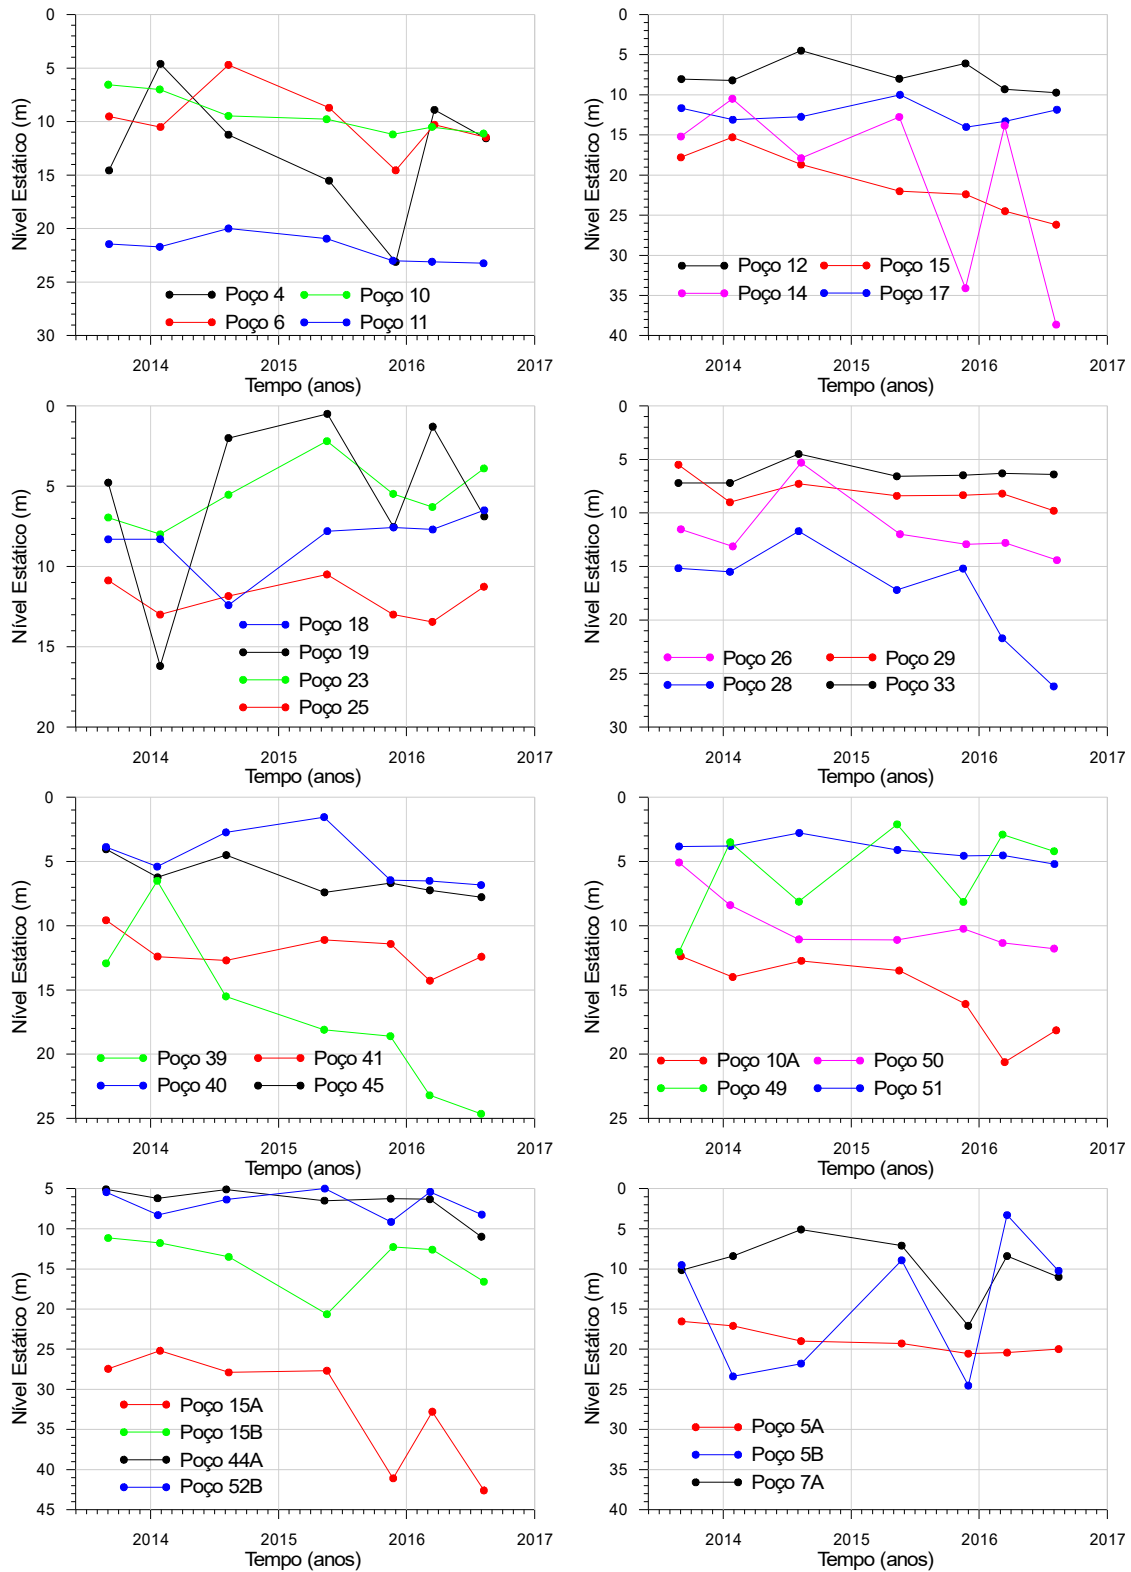 0
5
10
15
20
25
30
Nível Estático (m)
Poço 4
Poço 10
Poço 6
Poço 11
2014
2015
2016
2017
Tempo (anos)
0
5
10
15
20
25
30
35
40
Nível Estático (m)
Poço 12
Poço 15
Poço 14
Poço 17
2014
2015
2016
2017
Tempo (anos)
0
5
10
15
20
Nível Estático (m)
Poço 18
Poço 19
Poço 23
Poço 25
2014
2015
2016
2017
Tempo (anos)
0
5
10
15
20
25
30
Nível Estático (m)
Poço 26
Poço 29
Poço 28
Poço 33
2014
2015
2016
2017
Tempo (anos)
0
5
10
15
20
25
Nível Estático (m)
Poço 39
Poço 41
Poço 40
Poço 45
2014
2015
2016
2017
Tempo (anos)
0
5
10
15
20
25
Nível Estático (m)
Poço 10A
Poço 50
Poço 49
Poço 51
2014
2015
2016
2017
Tempo (anos)
5
10
15
20
25
30
35
40
45
Nível Estático (m)
Poço 15A
Poço 15B
Poço 44A
Poço 52B
2014
2015
2016
2017
Tempo (anos)
0
5
10
15
20
25
30
35
40
Nível Estático (m)
Poço 5A
Poço 5B
Poço 7A
2014
2015
2016
2017
Tempo (anos)